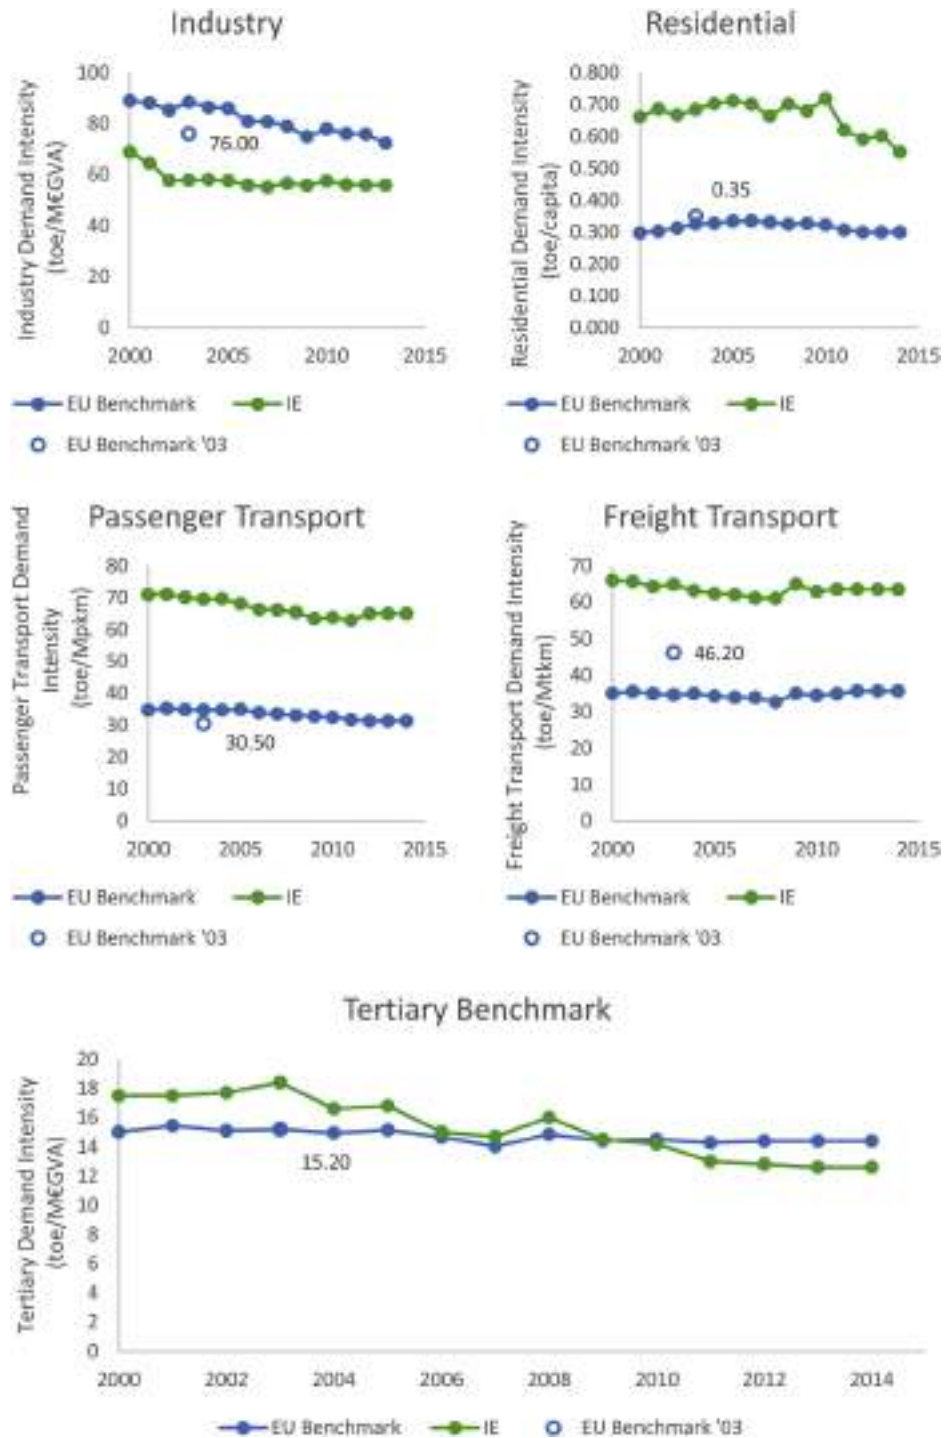 Industry
Industry Demand Intensity
(toe/M€GVA)
100
80
60
40
20
0
76.00
2000 2005 2010 2015
EU Benchmark IE
EU Benchmark '03
Residential
Residential Demand Intensity
(toe/capita)
0.800
0.700
0.600
0.500
0.400
0.300
0.200
0.100
0.000
0.35
2000 2005 2010 2015
EU Benchmark IE
EU Benchmark '03
Passenger Transport
Passenger Transport Demand
Intensity
(toe/Mpkm)
80
70
60
50
40
30
20
10
0
30.50
2000 2005 2010 2015
EU Benchmark IE
EU Benchmark '03
Freight Transport
Freight Transport Demand Intensity
(toe/Mtkm)
70
60
50
40
30
20
10
0
46.20
2000 2005 2010 2015
EU Benchmark IE
EU Benchmark '03
Tertiary Benchmark
Tertiary Demand Intensity
(toe/M€GVA)
20
18
16
14
12
10
8
6
4
2
0
15.20
2000 2002 2004 2006 2008 2010 2012 2014
EU Benchmark IE EU Benchmark '03